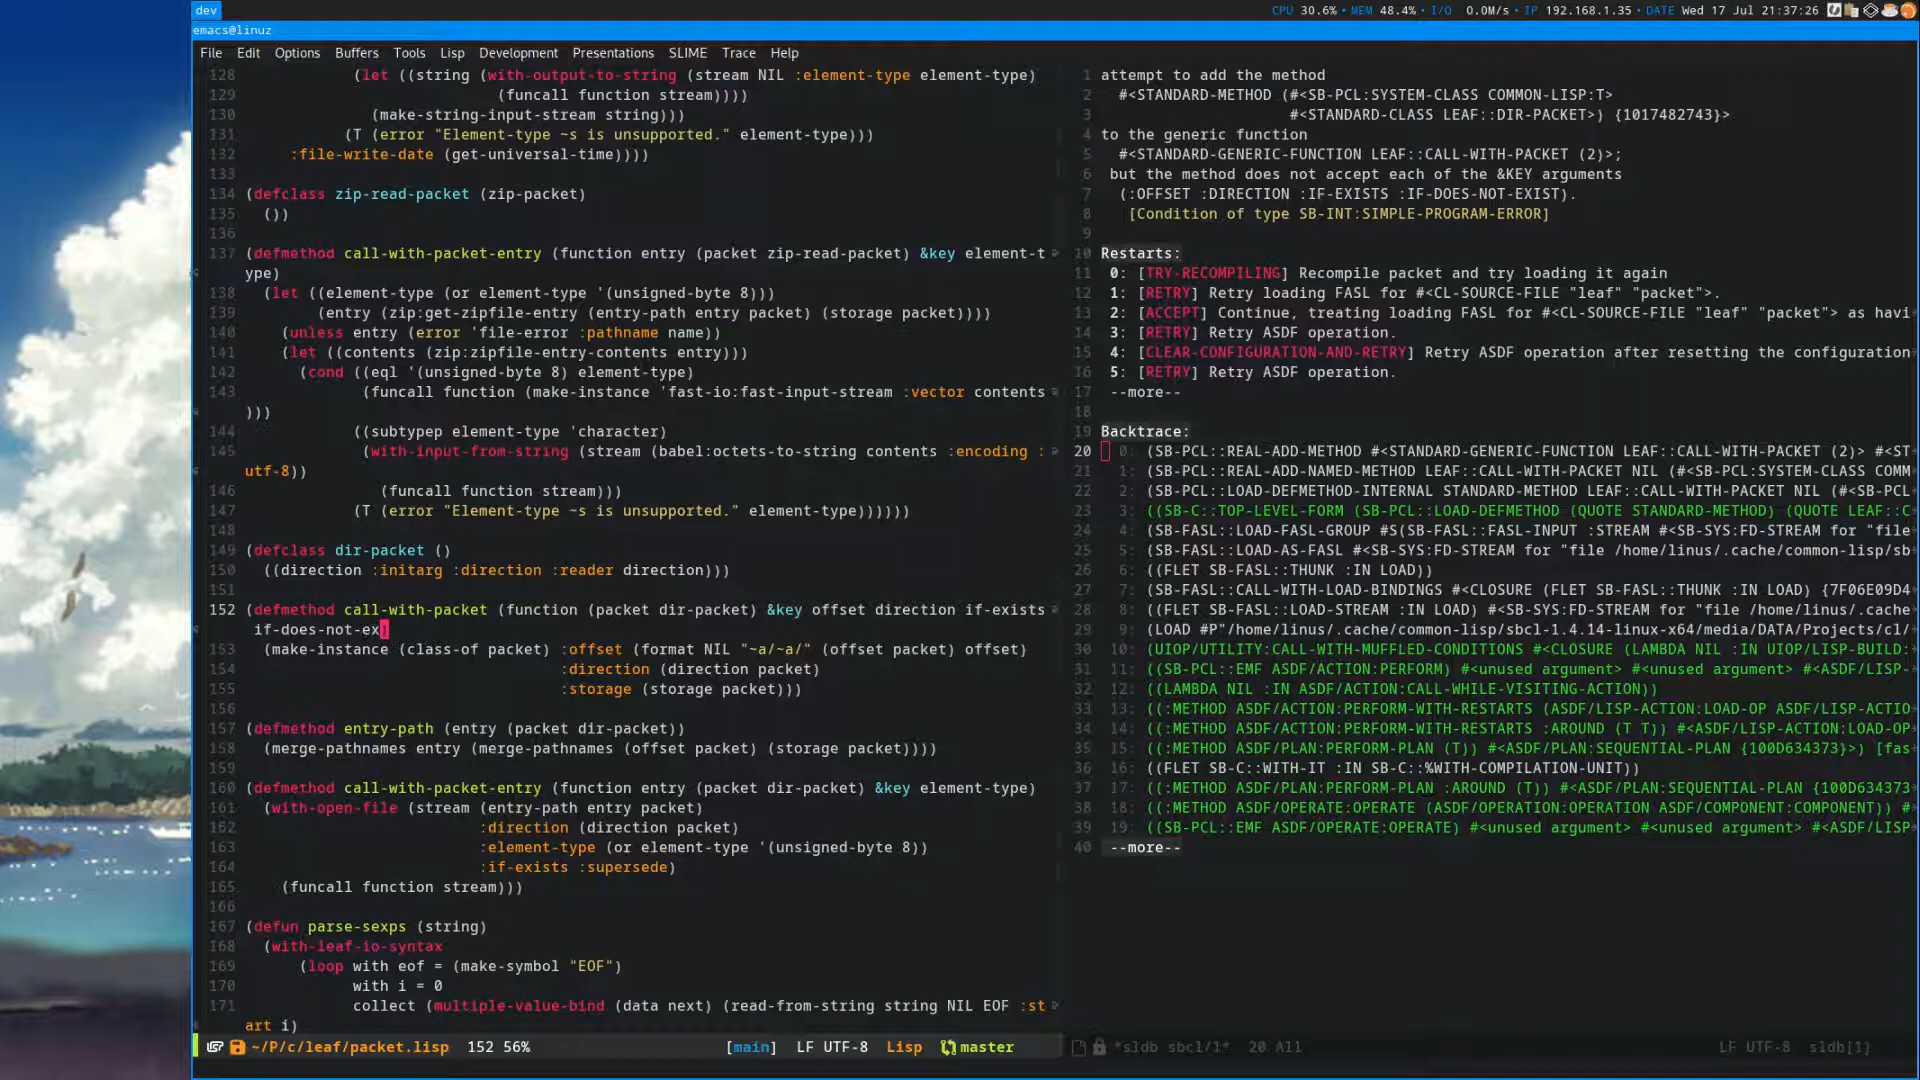 dev
CPU 30.6% · MEM 48.4% · I/O 0.0M/s · IP 192.168.1.35 · DATE Wed 17 Jul 21:37:26
emacs@linuz
File Edit Options Buffers Tools Lisp Development Presentations SLIME Trace Help
128 (let ((string (with-output-to-string (stream NIL :element-type element-type)
129 (funcall function stream))))
130 (make-string-input-stream string)))
131 (T (error "Element-type ~s is unsupported." element-type)))
132 :file-write-date (get-universal-time))))
133
134 (defclass zip-read-packet (zip-packet)
135 ())
136
137 (defmethod call-with-packet-entry (function entry (packet zip-read-packet) &key element-t
ype)
138 (let ((element-type (or element-type '(unsigned-byte 8)))
139 (entry (zip:get-zipfile-entry (entry-path entry packet) (storage packet))))
140 (unless entry (error 'file-error :pathname name))
141 (let ((contents (zip:zipfile-entry-contents entry)))
142 (cond ((eql '(unsigned-byte 8) element-type)
143 (funcall function (make-instance 'fast-io:fast-input-stream :vector contents
)))
144 ((subtypep element-type 'character)
145 (with-input-from-string (stream (babel:octets-to-string contents :encoding :
utf-8))
146 (funcall function stream)))
147 (T (error "Element-type ~s is unsupported." element-type))))))
148
149 (defclass dir-packet ()
150 ((direction :initarg :direction :reader direction)))
151
152 (defmethod call-with-packet (function (packet dir-packet) &key offset direction if-exists
if-does-not-ex)
153 (make-instance (class-of packet) :offset (format NIL "~a/~a/" (offset packet) offset)
154 :direction (direction packet)
155 :storage (storage packet)))
156
157 (defmethod entry-path (entry (packet dir-packet))
158 (merge-pathnames entry (merge-pathnames (offset packet) (storage packet))))
159
160 (defmethod call-with-packet-entry (function entry (packet dir-packet) &key element-type)
161 (with-open-file (stream (entry-path entry packet)
162 :direction (direction packet)
163 :element-type (or element-type '(unsigned-byte 8))
164 :if-exists :supersede)
165 (funcall function stream)))
166
167 (defun parse-sexps (string)
168 (with-leaf-io-syntax
169 (loop with eof = (make-symbol "EOF")
170 with i = 0
171 collect (multiple-value-bind (data next) (read-from-string string NIL EOF :st
art i)
~/P/c/leaf/packet.lisp 152 56% [main] LF UTF-8 Lisp master
1 attempt to add the method
2 #<STANDARD-METHOD (#<SB-PCL:SYSTEM-CLASS COMMON-LISP:T>
3 #<STANDARD-CLASS LEAF::DIR-PACKET>) {1017482743}>
4 to the generic function
5 #<STANDARD-GENERIC-FUNCTION LEAF::CALL-WITH-PACKET (2)>;
6 but the method does not accept each of the &KEY arguments
7 (:OFFSET :DIRECTION :IF-EXISTS :IF-DOES-NOT-EXIST).
8 [Condition of type SB-INT:SIMPLE-PROGRAM-ERROR]
9
10 Restarts:
11 0: [TRY-RECOMPILING] Recompile packet and try loading it again
12 1: [RETRY] Retry loading FASL for #<CL-SOURCE-FILE "leaf" "packet">.
13 2: [ACCEPT] Continue, treating loading FASL for #<CL-SOURCE-FILE "leaf" "packet"> as havi
14 3: [RETRY] Retry ASDF operation.
15 4: [CLEAR-CONFIGURATION-AND-RETRY] Retry ASDF operation after resetting the configuration
16 5: [RETRY] Retry ASDF operation.
17 --more--
18
19 Backtrace:
20 0: (SB-PCL::REAL-ADD-METHOD #<STANDARD-GENERIC-FUNCTION LEAF::CALL-WITH-PACKET (2)> #<ST
21 1: (SB-PCL::REAL-ADD-NAMED-METHOD LEAF::CALL-WITH-PACKET NIL (#<SB-PCL:SYSTEM-CLASS COMM
22 2: (SB-PCL::LOAD-DEFMETHOD-INTERNAL STANDARD-METHOD LEAF::CALL-WITH-PACKET NIL (#<SB-PCL
23 3: ((SB-C::TOP-LEVEL-FORM (SB-PCL::LOAD-DEFMETHOD (QUOTE STANDARD-METHOD) (QUOTE LEAF::C
24 4: (SB-FASL::LOAD-FASL-GROUP #S(SB-FASL::FASL-INPUT :STREAM #<SB-SYS:FD-STREAM for "file
25 5: (SB-FASL::LOAD-AS-FASL #<SB-SYS:FD-STREAM for "file /home/linus/.cache/common-lisp/sb
26 6: ((FLET SB-FASL::THUNK :IN LOAD))
27 7: (SB-FASL::CALL-WITH-LOAD-BINDINGS #<CLOSURE (FLET SB-FASL::THUNK :IN LOAD) {7F06E09D4
28 8: ((FLET SB-FASL::LOAD-STREAM :IN LOAD) #<SB-SYS:FD-STREAM for "file /home/linus/.cache
29 9: (LOAD #P"/home/linus/.cache/common-lisp/sbcl-1.4.14-linux-x64/media/DATA/Projects/cl/
30 10: (UIOP/UTILITY:CALL-WITH-MUFFLED-CONDITIONS #<CLOSURE (LAMBDA NIL :IN UIOP/LISP-BUILD:
31 11: ((SB-PCL::EMF ASDF/ACTION:PERFORM) #<unused argument> #<unused argument> #<ASDF/LISP-
32 12: ((LAMBDA NIL :IN ASDF/ACTION:CALL-WHILE-VISITING-ACTION))
33 13: ((:METHOD ASDF/ACTION:PERFORM-WITH-RESTARTS (ASDF/LISP-ACTION:LOAD-OP ASDF/LISP-ACTIO
34 14: ((:METHOD ASDF/ACTION:PERFORM-WITH-RESTARTS :AROUND (T T)) #<ASDF/LISP-ACTION:LOAD-OP
35 15: ((:METHOD ASDF/PLAN:PERFORM-PLAN (T)) #<ASDF/PLAN:SEQUENTIAL-PLAN {100D634373}>) [fas
36 16: ((FLET SB-C::WITH-IT :IN SB-C::%WITH-COMPILATION-UNIT))
37 17: ((:METHOD ASDF/PLAN:PERFORM-PLAN :AROUND (T)) #<ASDF/PLAN:SEQUENTIAL-PLAN {100D634373
38 18: ((:METHOD ASDF/OPERATE:OPERATE (ASDF/OPERATION:OPERATION ASDF/COMPONENT:COMPONENT)) #
39 19: ((SB-PCL::EMF ASDF/OPERATE:OPERATE) #<unused argument> #<unused argument> #<ASDF/LISP
40 --more--
*sldb sbcl/1* 20 All LF UTF-8 sldb[1]